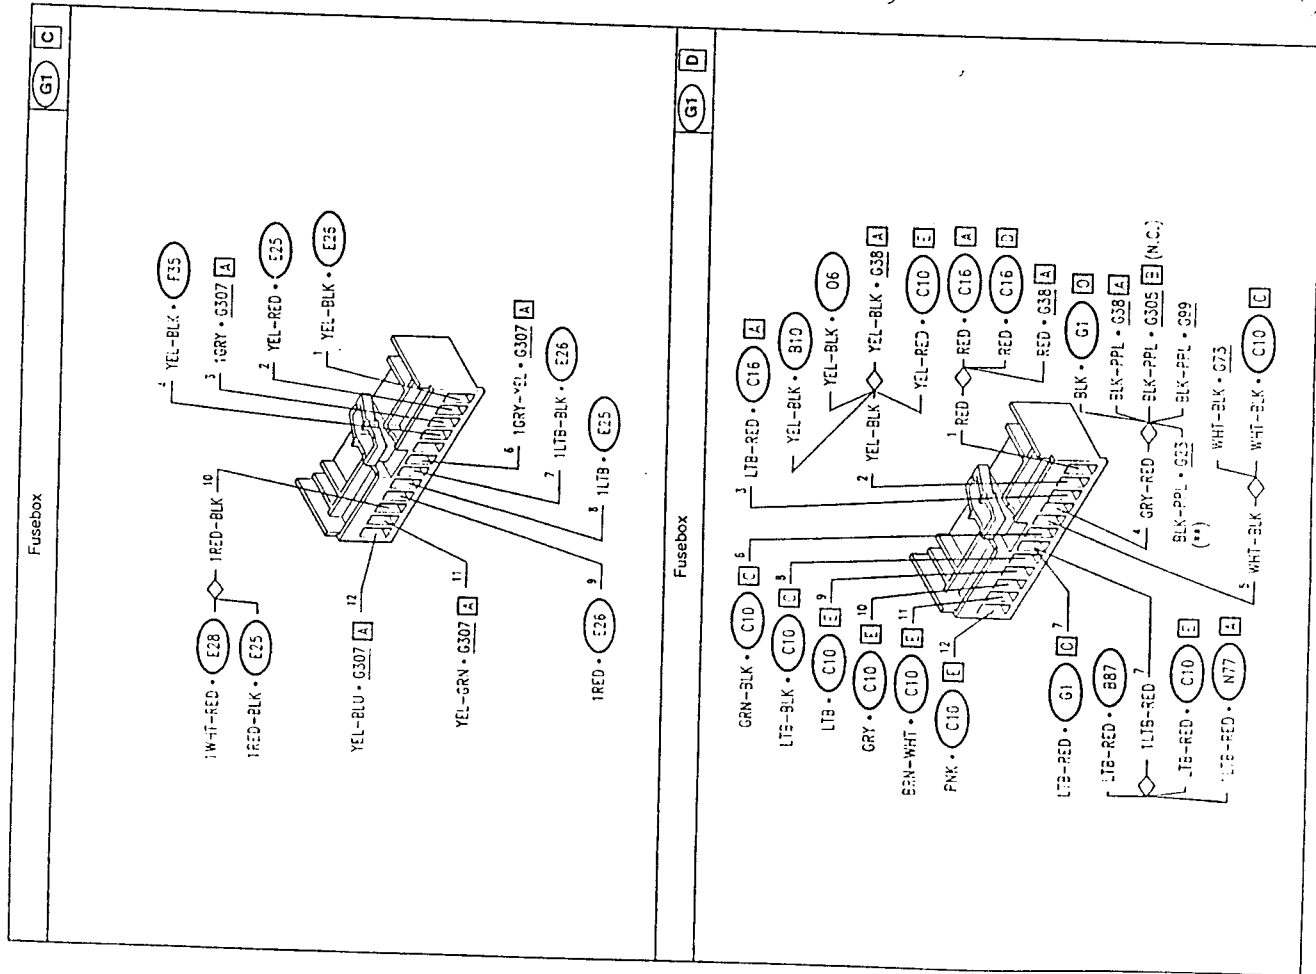 Fusebox
G1 C
4 YEL-BLK • F35
3 1GRY • G307 A
2 YEL-RED • E25
1 YEL-BLK • E25
6 1GRY-YEL • G307 A
7 1LTB-BLK • E26
8 1LTB • E25
9 1RED • E26
10 1RED-BLK
1WHT-RED • E28
1RED-BLK • E25
YEL-GRN • G307 A 11
YEL-BLU • G307 A 12
Fusebox
G1 D
3 LTB-RED • C16 A
YEL-BLK • B10
YEL-BLK • 06
2 YEL-BLK YEL-BLK • G38 A
YEL-RED • C10 E
1 RED RED • C16 A
RED • C16 D
RED • G38 A
BLK • G1 D
BLK-PPL • G38 A
4 GRY-RED BLK-PPL • G305 B (N.C.)
BLK-PPL • G99
BLK-PPL • G23
(**)
WHT-BLK • G73
5 WHT-BLK WHT-BLK • C10 C
GRN-BLK • C10 C 6
LTB-BLK • C10 C 8
LTB • C10 E 9
GRY • C10 E 10
BRN-WHT • C10 E 11
PNK • C10 E 12
LTB-RED • G1 C 7
LTB-RED • B87
1LTB-RED 7
LTB-RED • C10 E
LTB-RED • N77 A